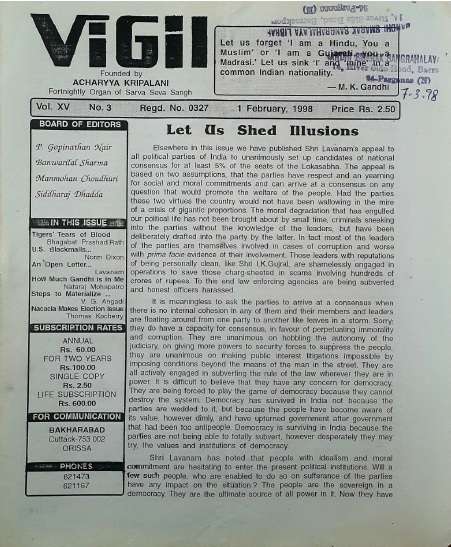 ViGil
Founded by
ACHARYYA KRIPALANI
Fortnightly Organ of Sarva Seva Sangh
Let us forget 'I am a Hindu, You a
Muslim' or 'I am a Gujarati, you a
Madrasi.' Let us sink 'I' and 'mine' in a
common Indian nationality.
— M. K. Gandhi
7-3-98
Vol. XV No. 3 Regd. No. 0327 1 February, 1998 Price Rs. 2.50
BOARD OF EDITORS
P. Gopinathan Nair
Banwarilal Sharma
Manmohan Choudhuri
Siddharaj Dhadda
IN THIS ISSUE
Tigers' Tears of Blood
Bhagabat Prashad Rath
U.S. Blackmails...
Norm Dixon
An Open Letter...
Lavanam
How Much Gandhi is in Me
Nataraj Mohapatro
Steps to Materialize ...
V. G. Angadi
Nacacia Makes Election Issue
Thomas Kocherry
SUBSCRIPTION RATES
ANNUAL
Rs. 60.00
FOR TWO YEARS
Rs.100.00
SINGLE COPY
Rs. 2.50
LIFE SUBSCRIPTION
Rs. 600.00
FOR COMMUNICATION
BAKHARABAD
Cuttack-753 002
ORISSA
PHONES
621473
621167
Let Us Shed Illusions
Elsewhere in this issue we have published Shri Lavanam's appeal to
all political parties of India to unanimously set up candidates of national
consensus for at least 5% of the seats of the Lokasabha. The appeal is
based on two assumptions, that the parties have respect and an yearning
for social and moral commitments and can arrive at a consensus on any
question that would promote the welfare of the people. Had the parties
these two virtues the country would not have been wallowing in the mire
of a crisis of gigantic proportions. The moral degradation that has engulfed
our political life has not been brought about by small time, criminals sneaking
into the parties without the knowledge of the leaders, but have been
deliberately drafted into the party by the latter. In fact most of the leaders
of the parties are themselves involved in cases of corruption and worse
with prima facie evidence of their involvement. Those leaders with reputations
of being personally clean, like Shri I.K.Gujral, are shamelessly engaged in
operations to save those charg-sheeted in scams involving hundreds of
crores of rupees. To this end law enforcing agencies are being subverted
and honest officers harassed.
It is meaningless to ask the parties to arrive at a consensus when
there is no internal cohesion in any of them and their members and leaders
are floating around from one party to another like leaves in a storm. Sorry,
they do have a capacity for consensus, in favour of perpetuating immorality
and corruption. They are unanimous on hobbling the autonomy of the
judiciary, on giving more powers to security forces to suppress the people,
they are unanimous on making public interest litigations impossible by
imposing conditions beyond the means of the man in the street. They are
all actively engaged in subverting the rule of the law wherever they are in
power. It is difficult to believe that they have any concern for democracy.
They are being forced to play the game of democracy because they cannot
destroy the system. Democracy has survived in India not because the
parties are wedded to it, but because the people have become aware of
its value, however dimly, and have upturned government after government
that had been too antipeople. Democracy is surviving in India because the
parties are not being able to totally subvert, however desperately they may
try, the values and institutions of democracy.
Shri Lavanam has noted that people with idealism and moral
commitment are hesitating to enter the present political institutions. Will a
few such people, who are enabled to do so on sufferance of the parties
have any impact on the situation? The people are the sovereign in a
democracy. They are the ultimate source of all power in it. Now they have